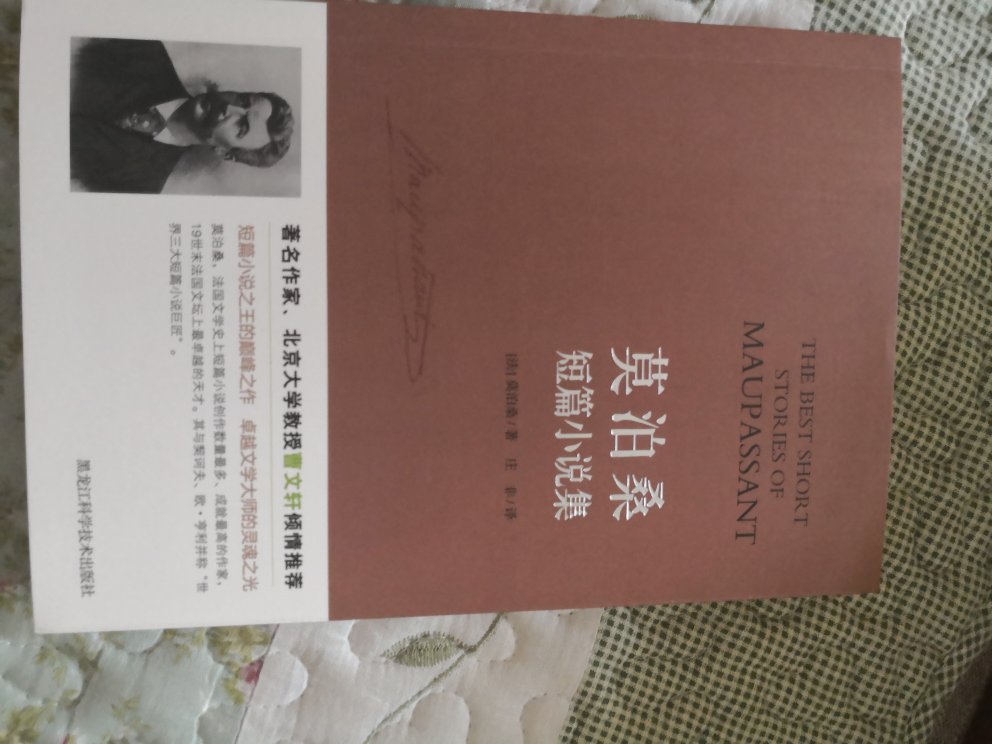 THE BEST SHORT
STORIES OF
MAUPASSANT
莫泊桑
短篇小说集
[法] 莫泊桑/著 庄
/译
Maupassant
著名作家、北京大学教授曹文轩倾情推荐
短篇小说之王的巅峰之作 卓越文学大师的灵魂之光
莫泊桑，法国文学史上短篇小说创作数量最多、成就最高的作家，
19世末法国文坛上最卓越的天才。其与契诃夫、欧·亨利并称“世
界三大短篇小说巨匠”。
黑龙江科学技术出版社